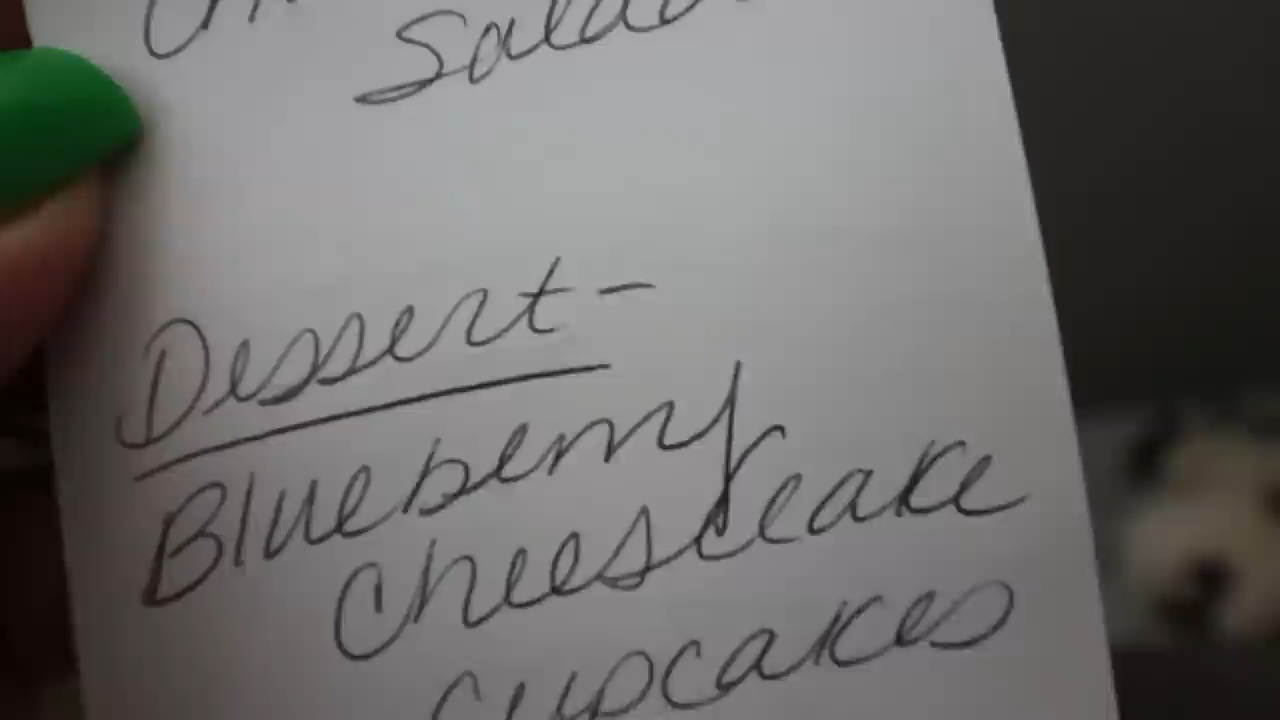 Salad
Dessert-
Blueberry
Cheesecake
Cupcakes